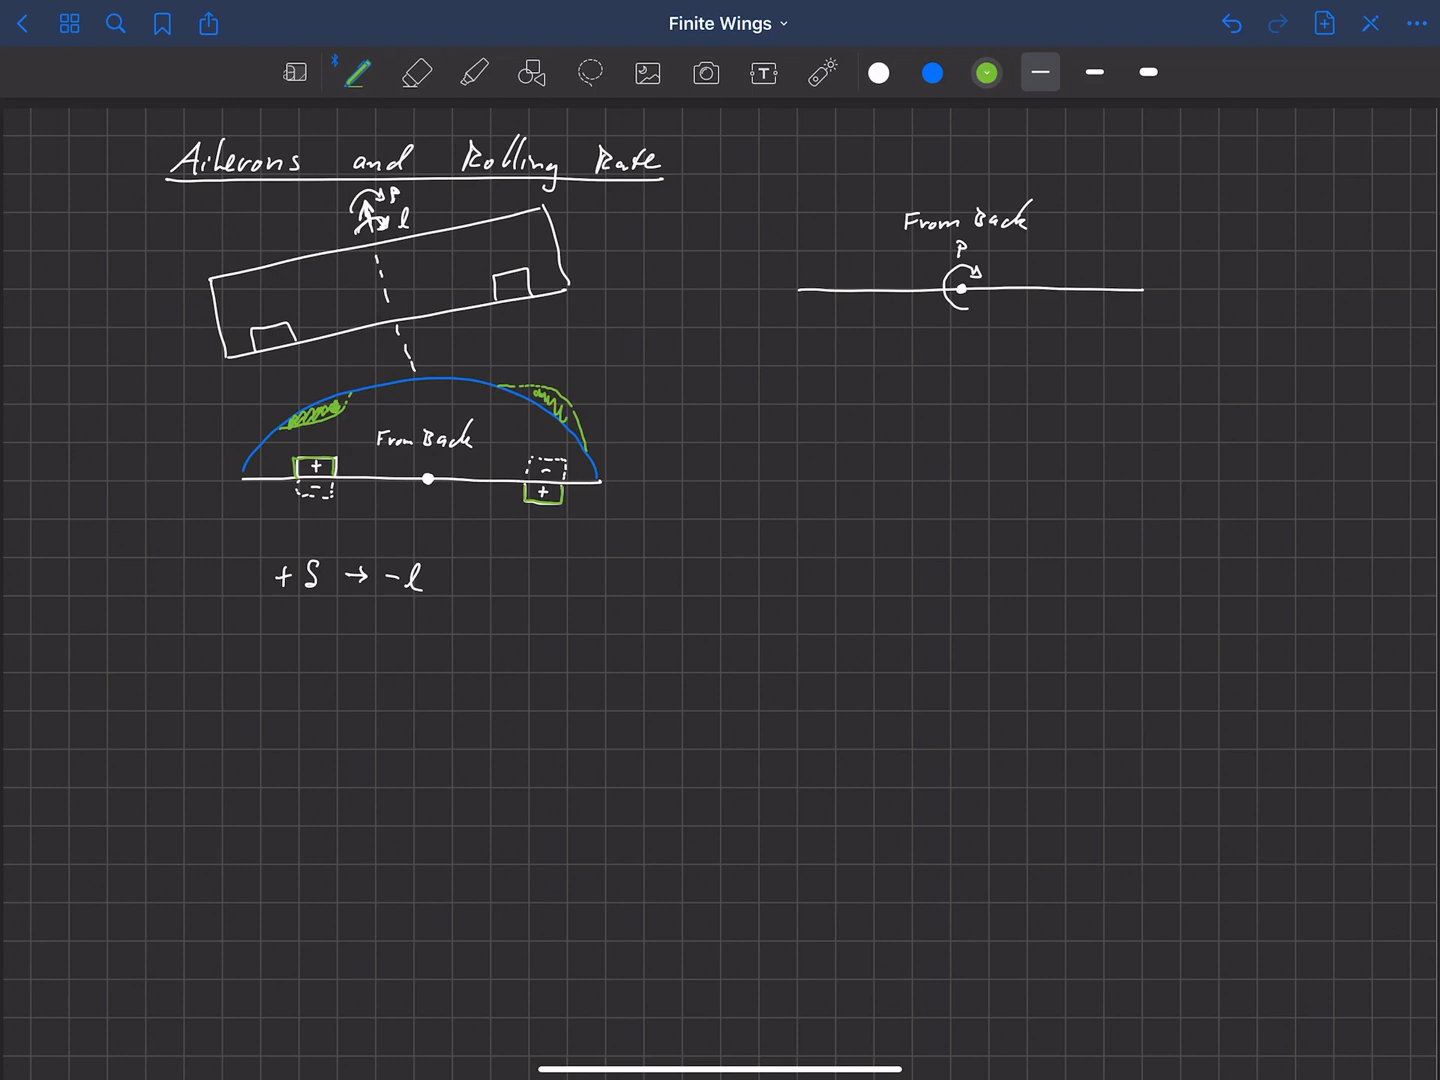 Finite Wings
T
Ailerons and Rolling Rate
P
l
From Back
P
From Back
+
-
-
+
+ δ → - l